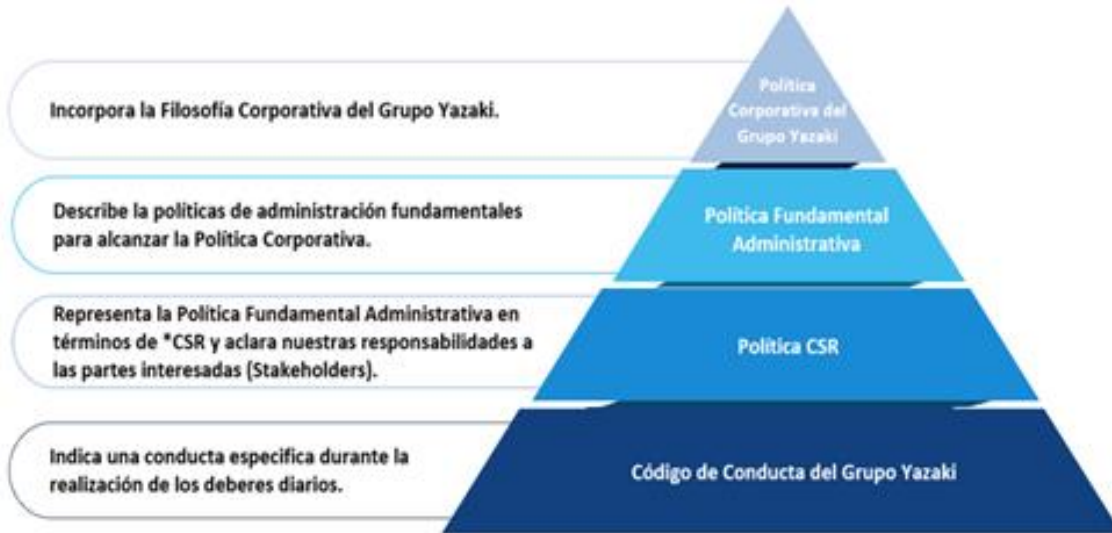 Política
Corporativa del
Grupo Yazaki
Incorpora la Filosofía Corporativa del Grupo Yazaki.
Describe la políticas de administración fundamentales
para alcanzar la Política Corporativa.
Política Fundamental
Administrativa
Representa la Política Fundamental Administrativa en
términos de *CSR y aclara nuestras responsabilidades a
las partes interesadas (Stakeholders).
Política CSR
Indica una conducta especifica durante la
realización de los deberes diarios.
Código de Conducta del Grupo Yazaki